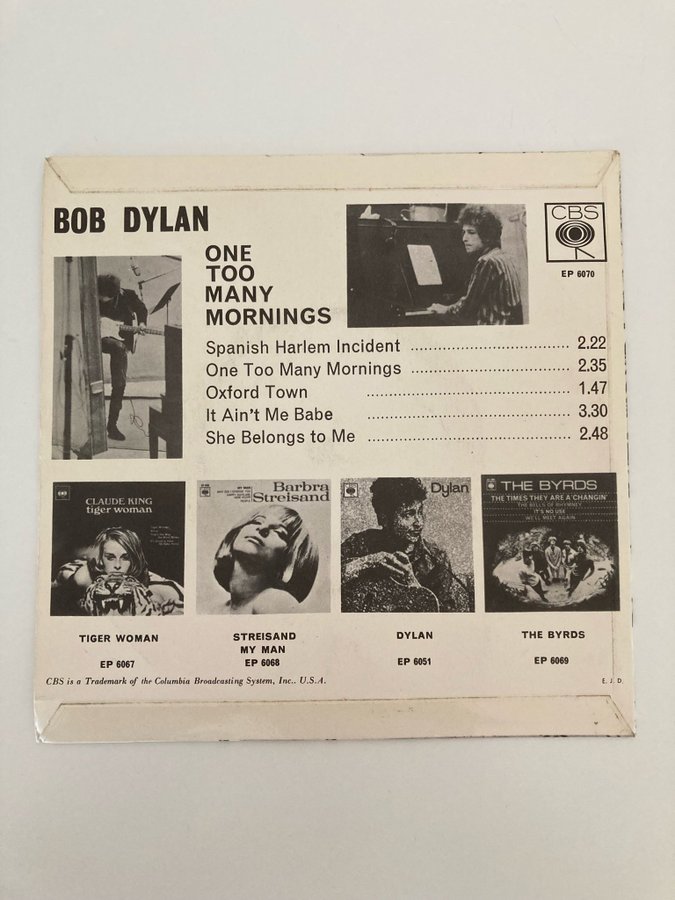 BOB DYLAN
ONE
TOO
MANY
MORNINGS
CBS
EP 6070
Spanish Harlem Incident ................................ 2.22
One Too Many Mornings ................................ 2.35
Oxford Town ................................ 1.47
It Ain't Me Babe ................................ 3.30
She Belongs to Me ................................ 2.48
CLAUDE KING
tiger woman
Barbra
Streisand
Dylan
THE BYRDS
THE TIMES THEY ARE A CHANGIN'
THE BELLS OF RHYMNEY
IT'S NO USE
WE'LL MEET AGAIN
TIGER WOMAN
EP 6067
STREISAND
MY MAN
EP 6068
DYLAN
EP 6051
THE BYRDS
EP 6069
CBS is a Trademark of the Columbia Broadcasting System, Inc.. U.S.A.
E. J. D.